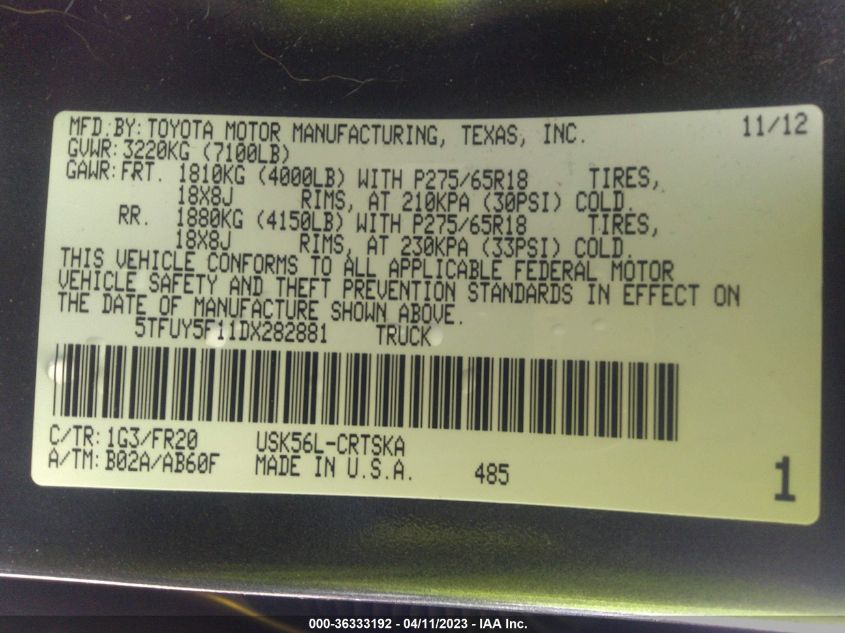 MFD.BY: TOYOTA MOTOR MANUFACTURING, TEXAS, INC. 11/12
GVWR: 3220KG (7100LB)
GAWR: FRT. 1810KG (4000LB) WITH P275/65R18 TIRES,
18X8J RIMS, AT 210KPA (30PSI) COLD.
RR. 1880KG (4150LB) WITH P275/65R18 TIRES,
18X8J RIMS, AT 230KPA (33PSI) COLD.
THIS VEHICLE CONFORMS TO ALL APPLICABLE FEDERAL MOTOR
VEHICLE SAFETY AND THEFT PREVENTION STANDARDS IN EFFECT ON
THE DATE OF MANUFACTURE SHOWN ABOVE.
5TFUY5F11DX282881 TRUCK
C/TR: 1G3/FR20 USK56L-CRTSKA
A/TM: B02A/AB60F MADE IN U.S.A. 485 1
000-36333192 - 04/11/2023 - IAA Inc.